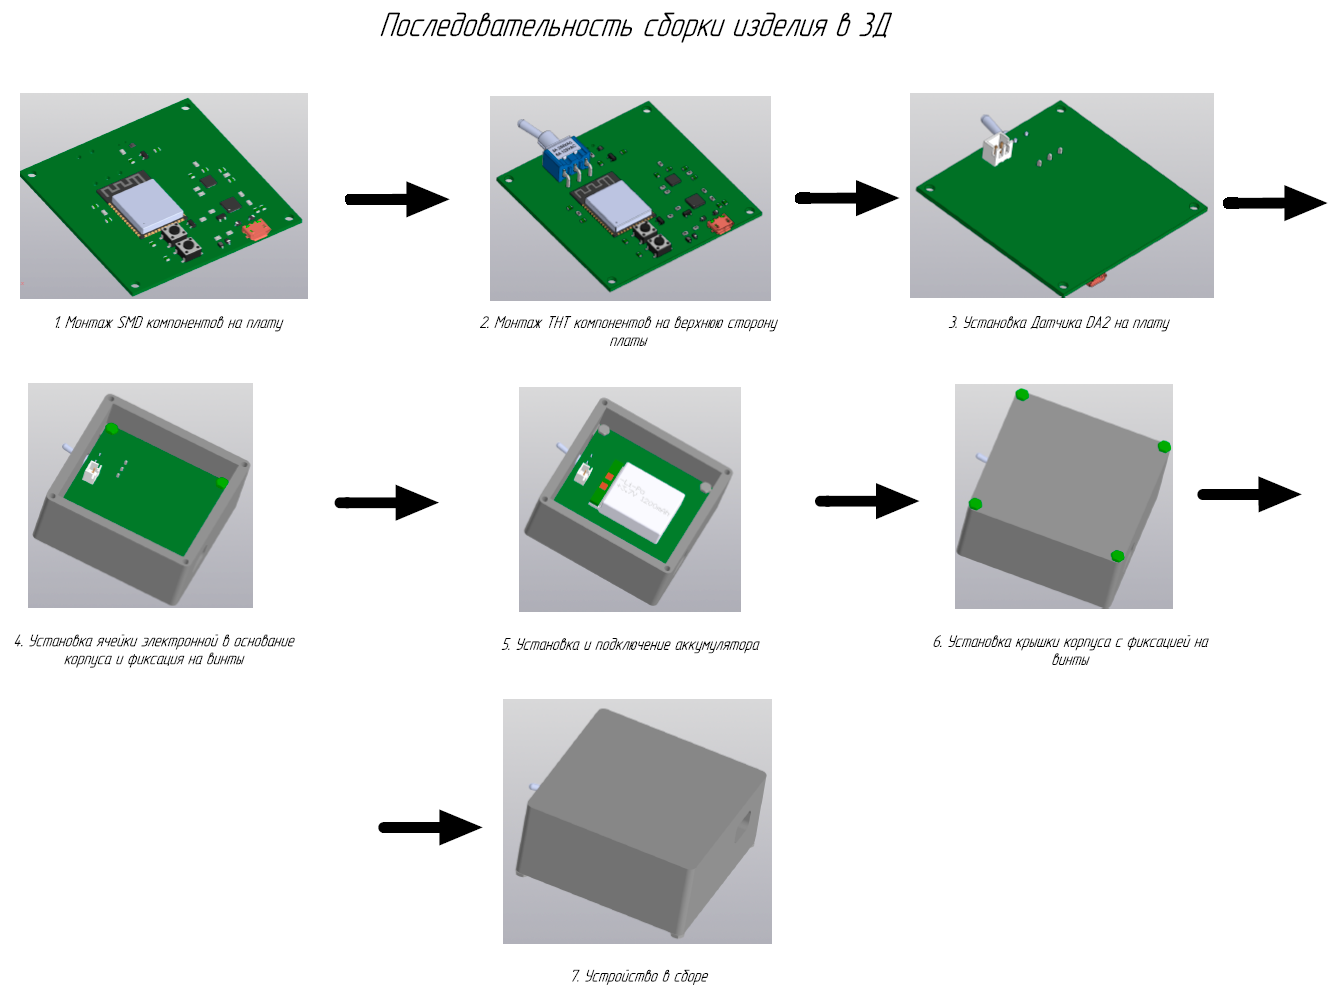 Последовательность сборки изделия в 3Д
1. Монтаж SMD компонентов на плату
2. Монтаж THT компонентов на верхнюю сторону
платы
3. Установка Датчика DA2 на плату
4. Установка ячейки электронной в основание
корпуса и фиксация на винты
5. Установка и подключение аккумулятора
6. Установка крышки корпуса с фиксацией на
винты
7. Устройство в сборе